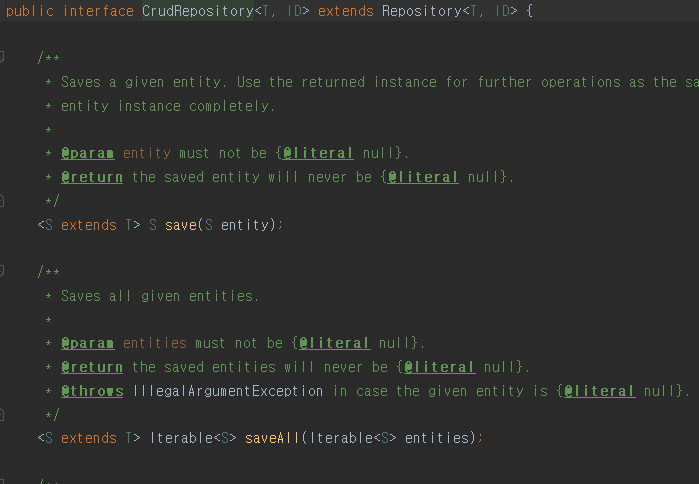 public interface CrudRepository<T, ID> extends Repository<T, ID> {
/**
* Saves a given entity. Use the returned instance for further operations as the sa
* entity instance completely.
*
* @param entity must not be {@literal null}.
* @return the saved entity will never be {@literal null}.
*/
<S extends T> S save(S entity);
/**
* Saves all given entities.
*
* @param entities must not be {@literal null}.
* @return the saved entities will never be {@literal null}.
* @throws IllegalArgumentException in case the given entity is {@literal null}.
*/
<S extends T> Iterable<S> saveAll(Iterable<S> entities);
/**